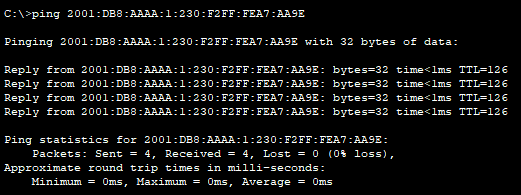 C:\>ping 2001:DB8:AAAA:1:230:F2FF:FEA7:AA9E
Pinging 2001:DB8:AAAA:1:230:F2FF:FEA7:AA9E with 32 bytes of data:
Reply from 2001:DB8:AAAA:1:230:F2FF:FEA7:AA9E: bytes=32 time<1ms TTL=126
Reply from 2001:DB8:AAAA:1:230:F2FF:FEA7:AA9E: bytes=32 time<1ms TTL=126
Reply from 2001:DB8:AAAA:1:230:F2FF:FEA7:AA9E: bytes=32 time<1ms TTL=126
Reply from 2001:DB8:AAAA:1:230:F2FF:FEA7:AA9E: bytes=32 time<1ms TTL=126
Ping statistics for 2001:DB8:AAAA:1:230:F2FF:FEA7:AA9E:
Packets: Sent = 4, Received = 4, Lost = 0 (0% loss),
Approximate round trip times in milli-seconds:
Minimum = 0ms, Maximum = 0ms, Average = 0ms